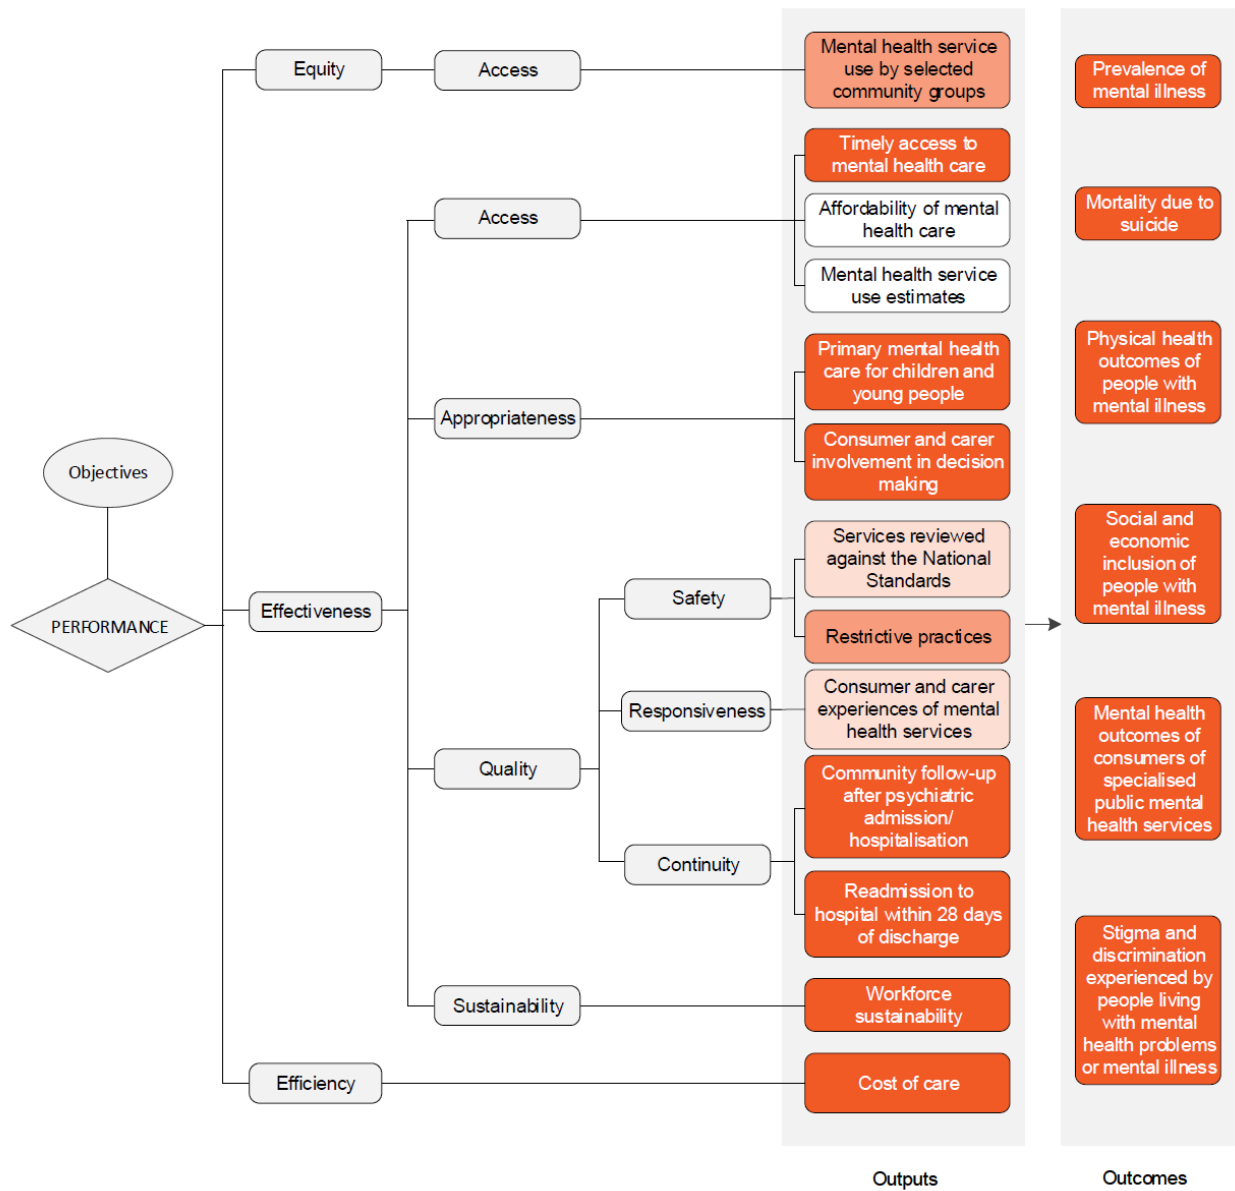 Objectives
PERFORMANCE
Equity
Effectiveness
Efficiency
Access
Access
Appropriateness
Quality
Sustainability
Safety
Responsiveness
Continuity
Mental health service
use by selected
community groups
Timely access to
mental health care
Affordability of mental
health care
Mental health service
use estimates
Primary mental health
care for children and
young people
Consumer and carer
involvement in decision
making
Services reviewed
against the National
Standards
Restrictive practices
Consumer and carer
experiences of mental
health services
Community follow-up
after psychiatric
admission/
hospitalisation
Readmission to
hospital within 28 days
of discharge
Workforce
sustainability
Cost of care
Outputs
Prevalence of
mental illness
Mortality due to
suicide
Physical health
outcomes of
people with
mental illness
Social and
economic
inclusion of
people with
mental illness
Mental health
outcomes of
consumers of
specialised
public mental
health services
Stigma and
discrimination
experienced by
people living
with mental
health problems
or mental illness
Outcomes